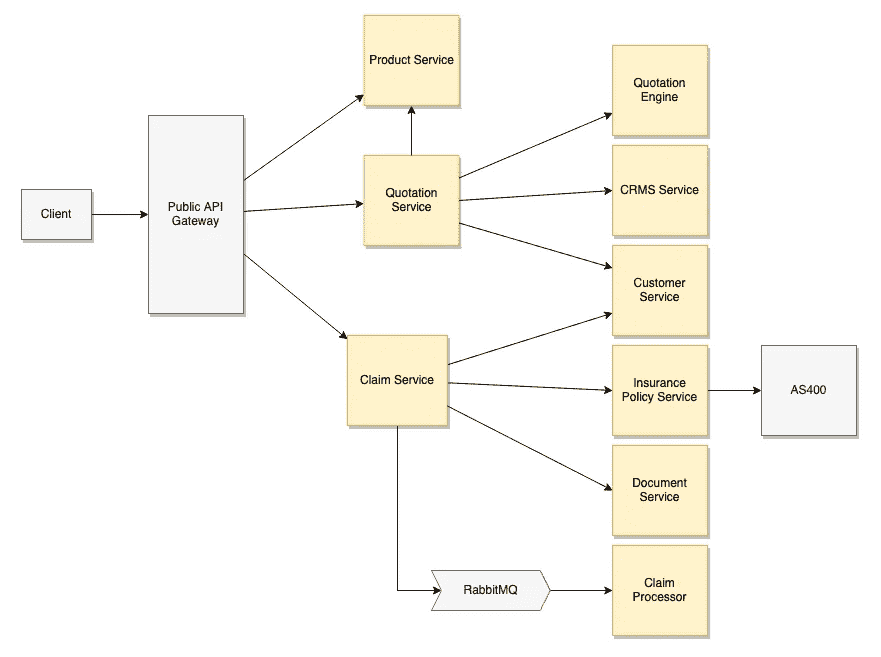 Product Service
Quotation
Engine
Client
Public API
Gateway
Quotation
Service
CRMS Service
Customer
Service
Claim Service
Insurance
Policy Service
AS400
Document
Service
RabbitMQ
Claim
Processor